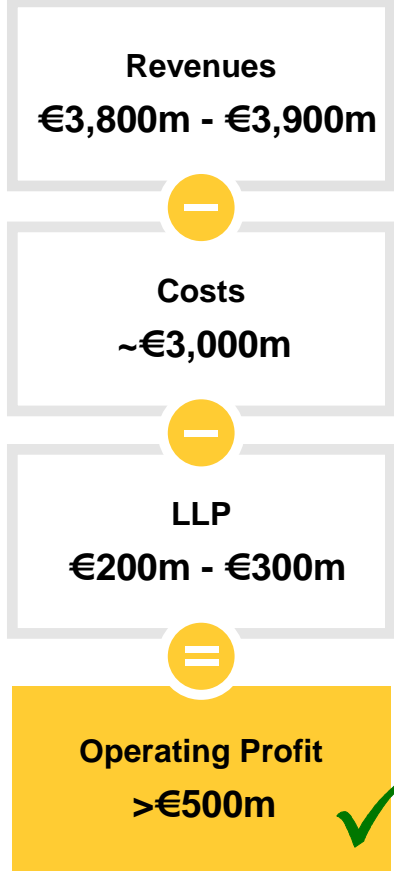 Revenues
€3,800m - €3,900m
Costs
~€3,000m
LLP
€200m - €300m
Operating Profit
>€500m